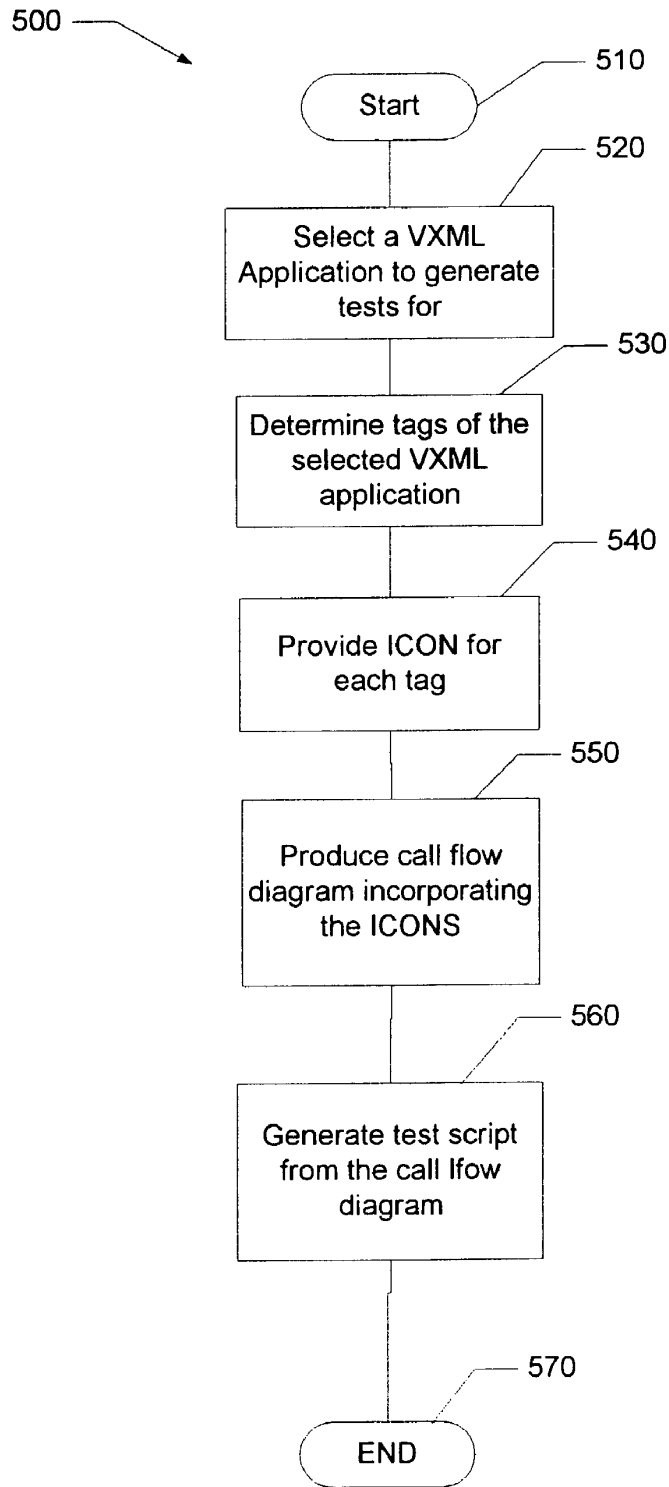 500
510
Start
520
Select a VXML
Application to generate
tests for
530
Determine tags of the
selected VXML
application
540
Provide ICON for
each tag
550
Produce call flow
diagram incorporating
the ICONS
560
Generate test script
from the call lfow
diagram
570
END